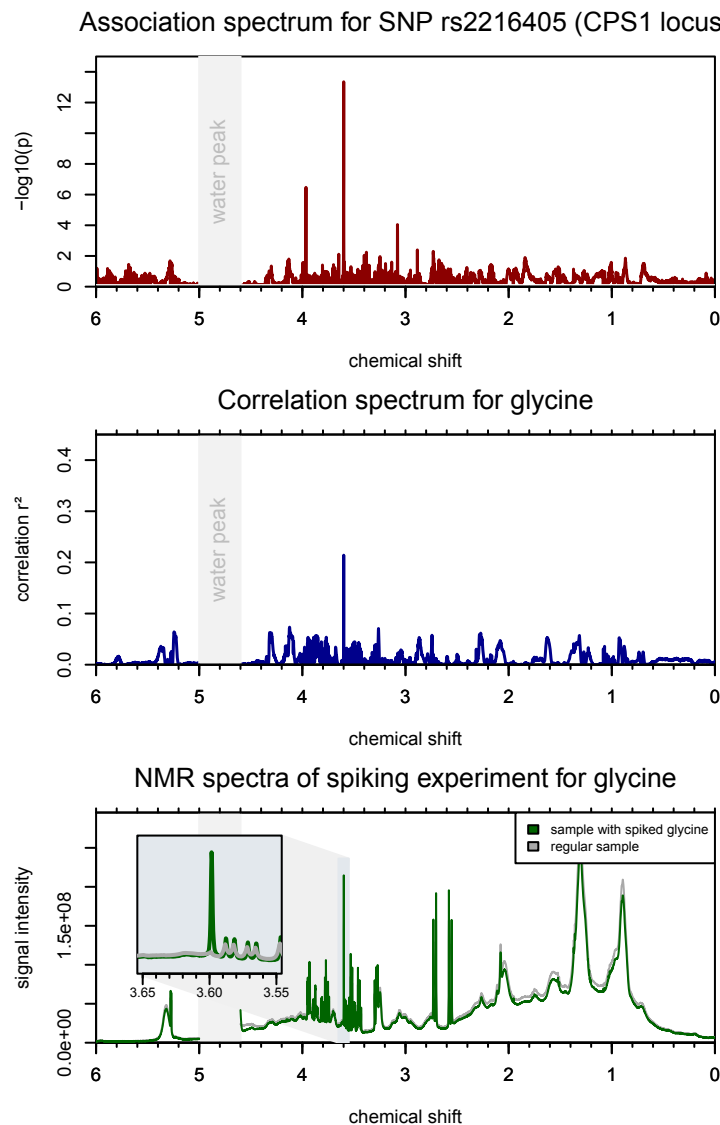 Association spectrum for SNP rs2216405 (CPS1 locus
−log10(p)
0 2 4 6 8 12
water peak
6 5 4 3 2 1 0
chemical shift
Correlation spectrum for glycine
correlation r²
0.0 0.1 0.2 0.3 0.4
water peak
6 5 4 3 2 1 0
chemical shift
NMR spectra of spiking experiment for glycine
signal intensity
0.0e+00 1.5e+08
sample with spiked glycine
regular sample
3.65 3.60 3.55
6 5 4 3 2 1 0
chemical shift